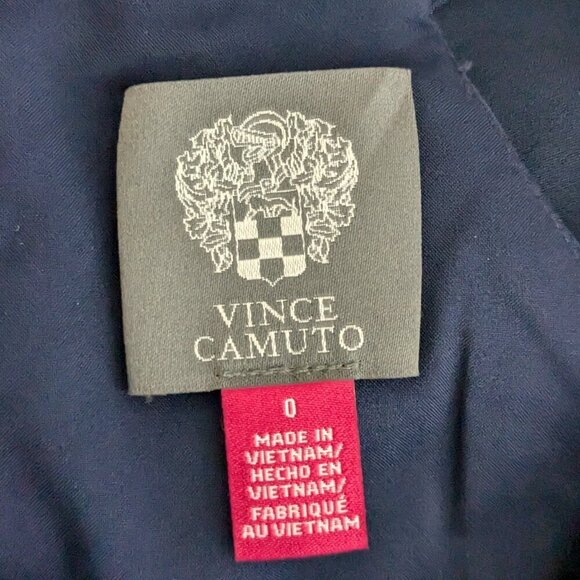 VINCE
CAMUTO
0
MADE IN
VIETNAM/
HECHO EN
VIETNAM/
FABRIQUÉ
AU VIETNAM